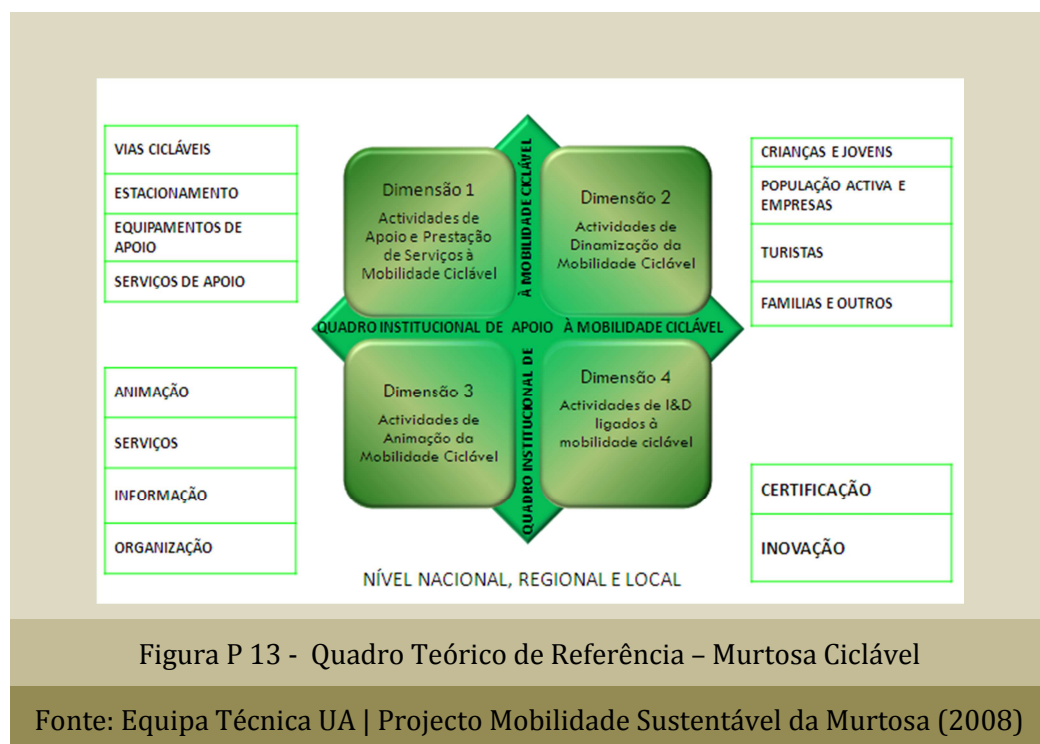 VIAS CICLÁVEIS
ESTACIONAMENTO
EQUIPAMENTOS DE
APOIO
SERVIÇOS DE APOIO
Dimensão 1
Actividades de
Apoio e Prestação
de Serviços à
Mobilidade Ciclável
Dimensão 2
Actividades de
Dinamização da
Mobilidade Ciclável
CRIANÇAS E JOVENS
POPULAÇÃO ACTIVA E
EMPRESAS
TURISTAS
FAMILIAS E OUTROS
QUADRO INSTITUCIONAL DE APOIO À MOBILIDADE CICLÁVEL
QUADRO INSTITUCIONAL DE
À MOBILIDADE CICLÁVEL
ANIMAÇÃO
SERVIÇOS
INFORMAÇÃO
ORGANIZAÇÃO
Dimensão 3
Actividades de
Animação da
Mobilidade Ciclável
Dimensão 4
Actividades de I&D
ligados à
mobilidade ciclável
CERTIFICAÇÃO
INOVAÇÃO
NÍVEL NACIONAL, REGIONAL E LOCAL
Figura P 13 - Quadro Teórico de Referência – Murtosa Ciclável
Fonte: Equipa Técnica UA | Projecto Mobilidade Sustentável da Murtosa (2008)